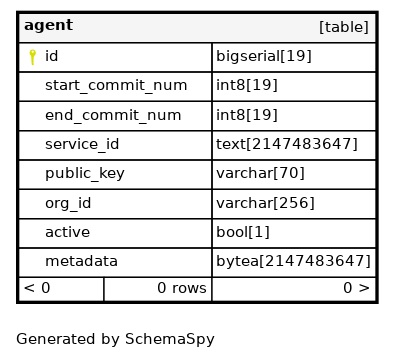 agent [table]
id bigserial[19]
start_commit_num int8[19]
end_commit_num int8[19]
service_id text[2147483647]
public_key varchar[70]
org_id varchar[256]
active bool[1]
metadata bytea[2147483647]
< 0 0 rows 0 >
Generated by SchemaSpy